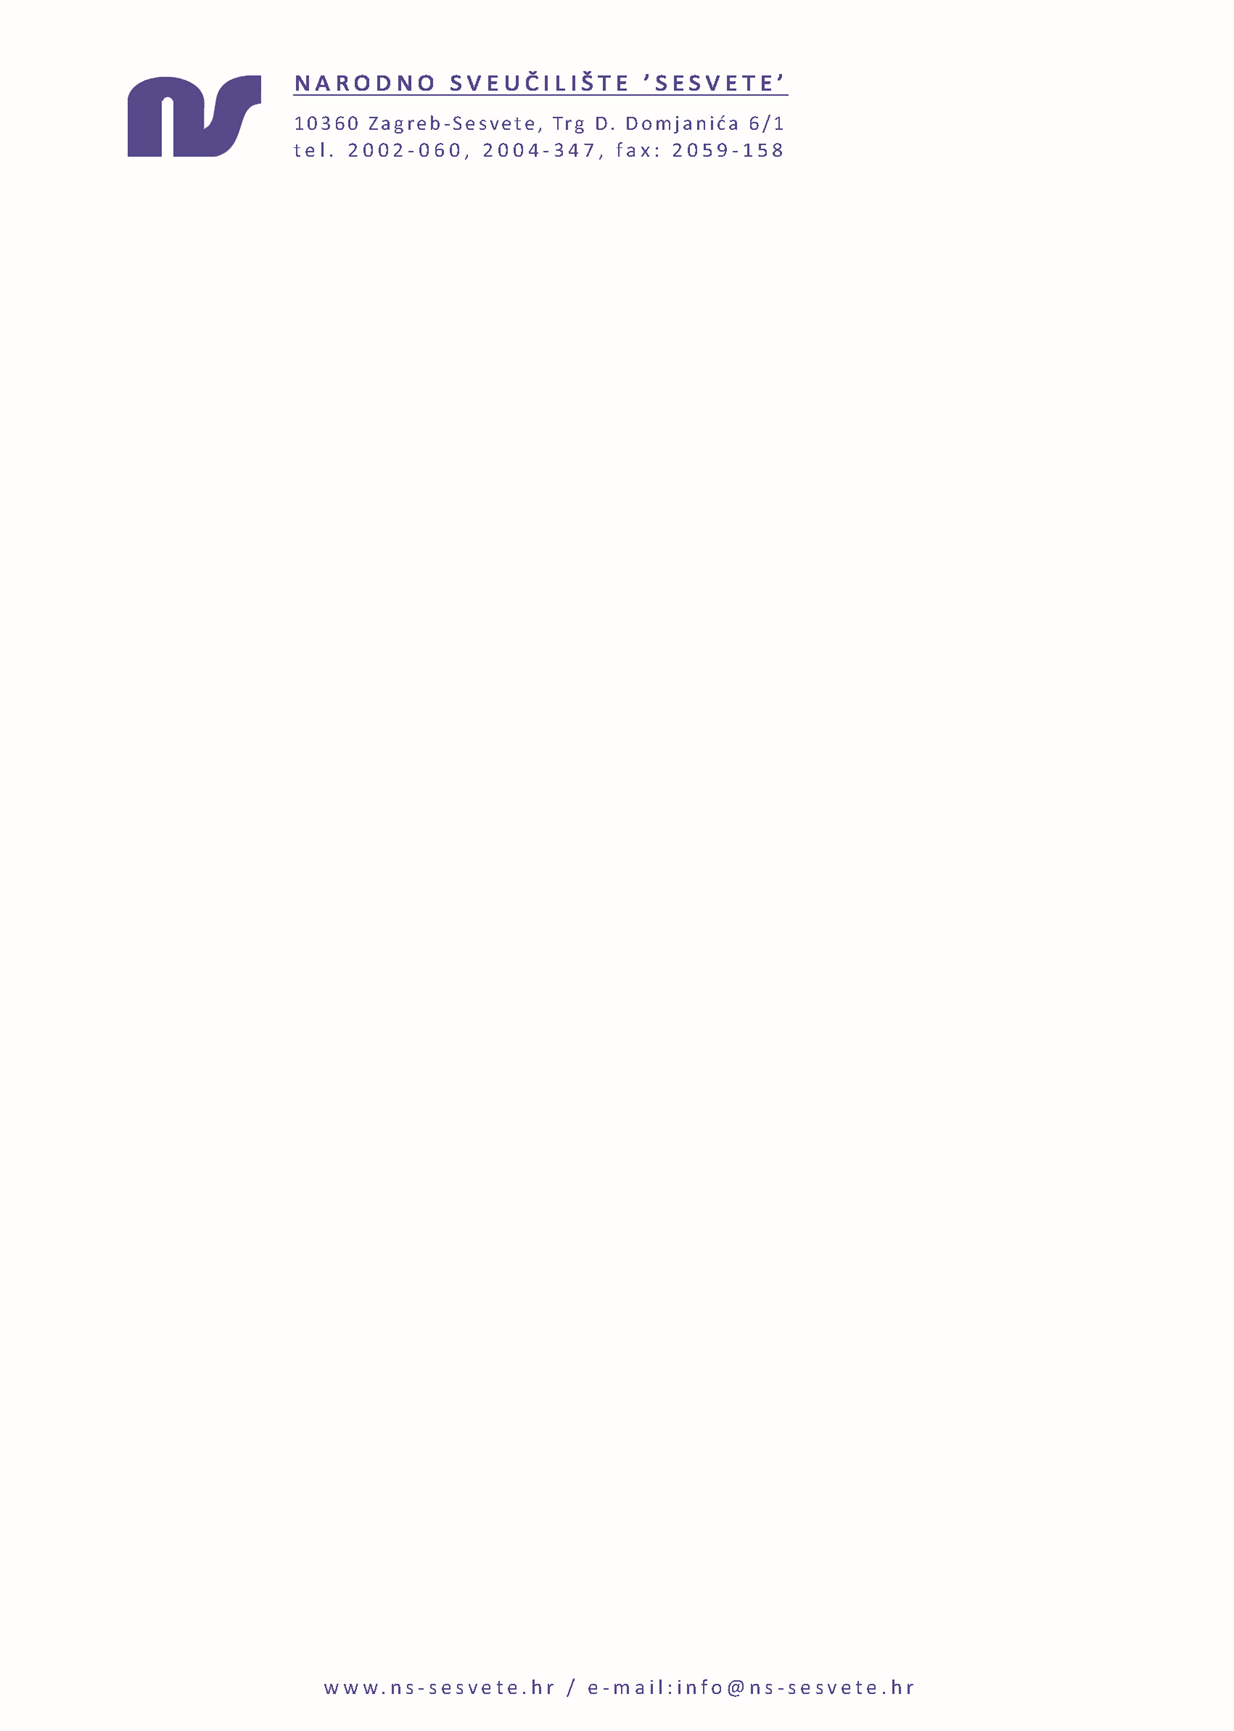 ns
NARODNO SVEUČILIŠTE ’SESVETE’
10360 Zagreb-Sesvete, Trg D. Domjanića 6/1
tel. 2002-060, 2004-347, fax: 2059-158
www.ns-sesvete.hr / e-mail:info@ns-sesvete.hr